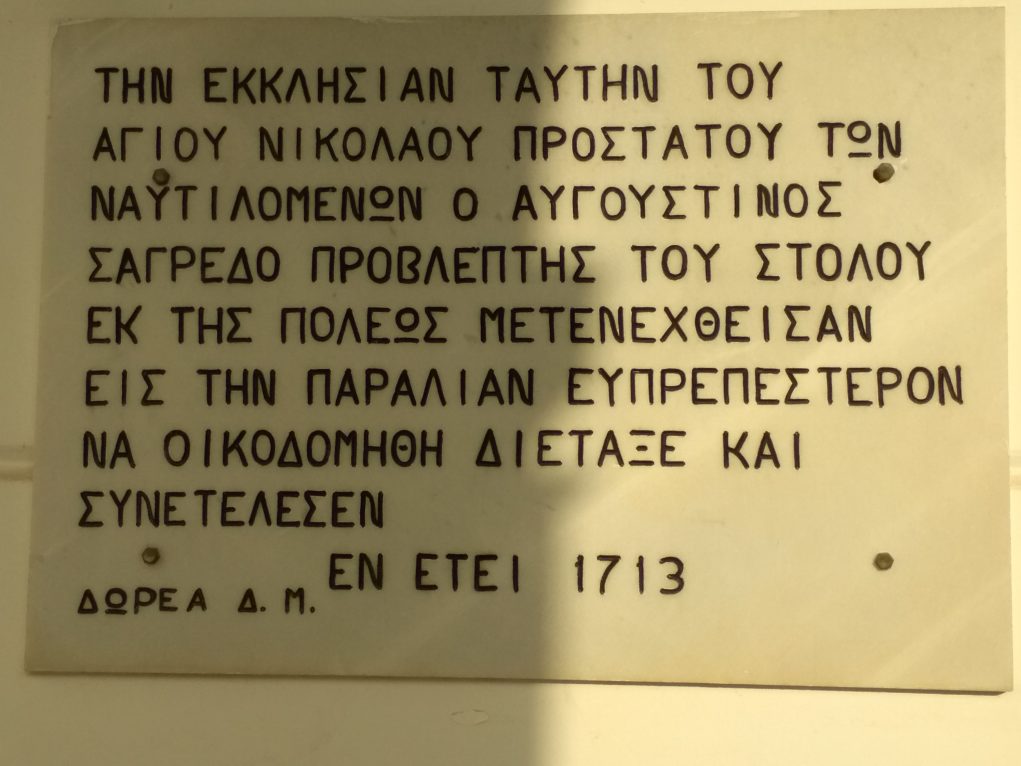 ΤΗΝ ΕΚΚΛΗΣΙΑΝ ΤΑΥΤΗΝ ΤΟΥ
ΑΓΙΟΥ ΝΙΚΟΛΑΟΥ ΠΡΟΣΤΑΤΟΥ ΤΩΝ
ΝΑΥΤΙΛΟΜΕΝΩΝ Ο ΑΥΓΟΥΣΤΙΝΟΣ
ΣΑΓΡΕΔΟ ΠΡΟΒΛΕΠΤΗΣ ΤΟΥ ΣΤΟΛΟΥ
ΕΚ ΤΗΣ ΠΟΛΕΩΣ ΜΕΤΕΝΕΧΘΕΙΣΑΝ
ΕΙΣ ΤΗΝ ΠΑΡΑΛΙΑΝ ΕΥΠΡΕΠΕΣΤΕΡΟΝ
ΝΑ ΟΙΚΟΔΟΜΗΘΗ ΔΙΕΤΑΞΕ ΚΑΙ
ΣΥΝΕΤΕΛΕΣΕΝ
ΕΝ ΕΤΕΙ 1713
ΔΩΡΕΑ Δ. Μ.